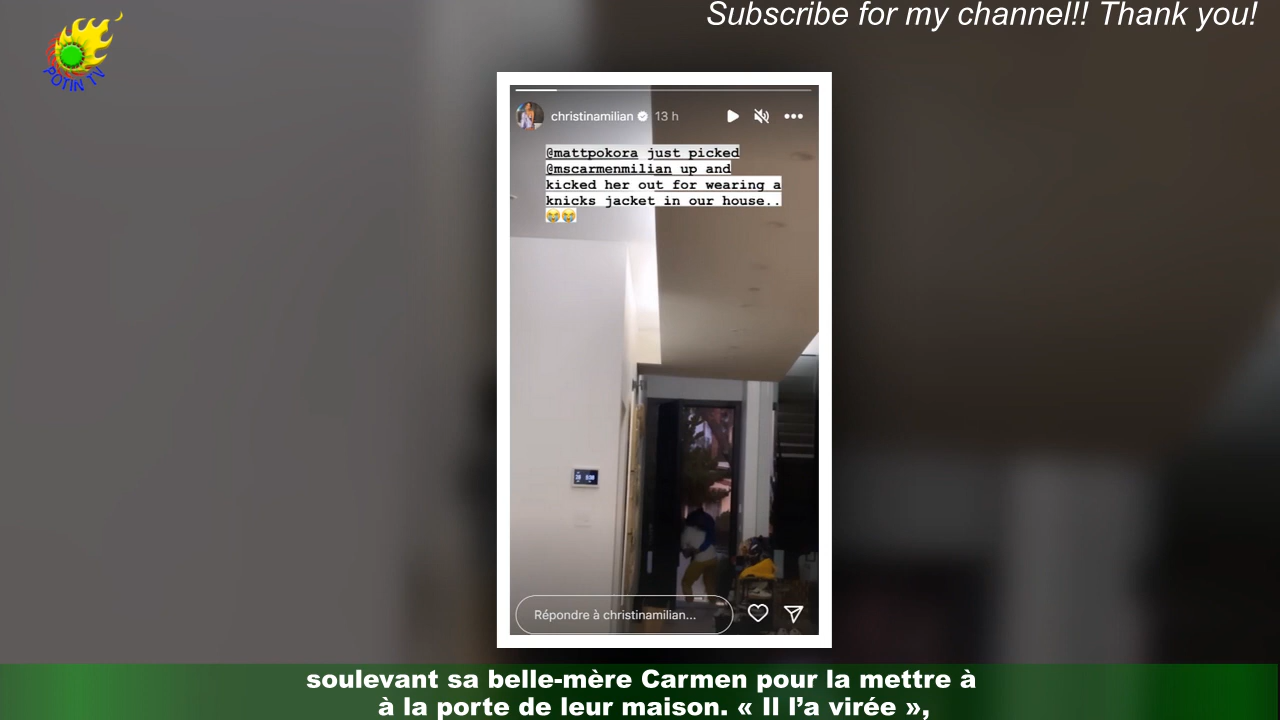 Subscribe for my channel!! Thank you!
POTIN TV
christinamilian 13 h
@mattpokora just picked
@mscarmenmilian up and
kicked her out for wearing a
knicks jacket in our house..
😭😭
Répondre à christinamilian...
soulevant sa belle-mère Carmen pour la mettre à
à la porte de leur maison. « Il l’a virée »,